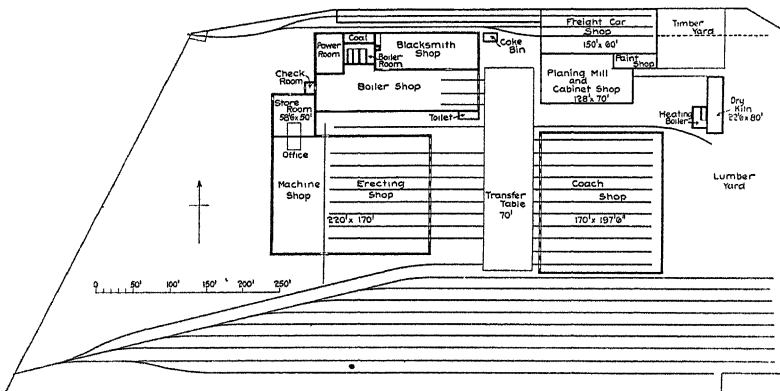 Freight Car
Shop
150'x 80'
Timber
Yard
Power
Room
Coal
Boiler
Room
Blacksmith
Shop
Coke
Bin
Paint
Shop
Check
Room
Boiler Shop
Planing Mill
and
Cabinet Shop
128'x 70'
Store
Room
58'6x 50'
Toilet
Heating
Boiler
Dry
Kiln
22'8x 80'
Office
Lumber
Yard
Machine
Shop
Erecting
Shop
220'x 170'
Transfer
Table
70'
Coach
Shop
170'x 197'6"
0 50' 100' 150' 200' 250'